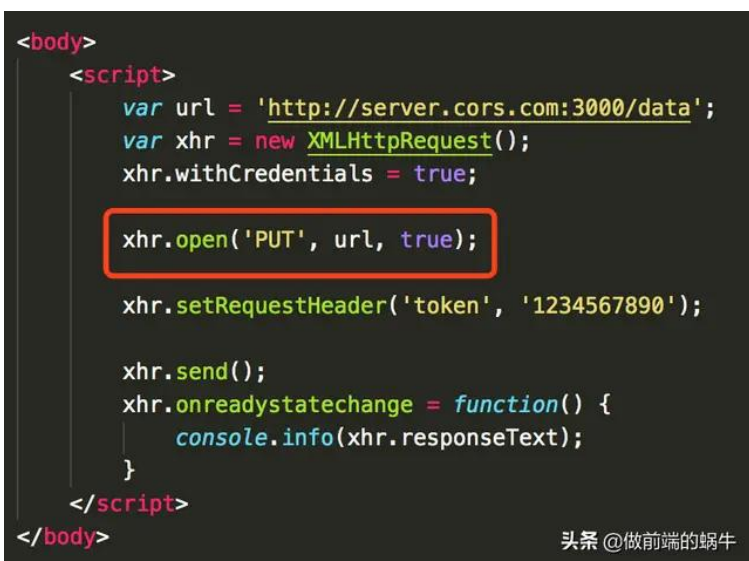 <body>
<script>
var url = 'http://server.cors.com:3000/data';
var xhr = new XMLHttpRequest();
xhr.withCredentials = true;
xhr.open('PUT', url, true);
xhr.setRequestHeader('token', '1234567890');
xhr.send();
xhr.onreadystatechange = function() {
console.info(xhr.responseText);
}
</script>
</body>
头条 @做前端的蜗牛